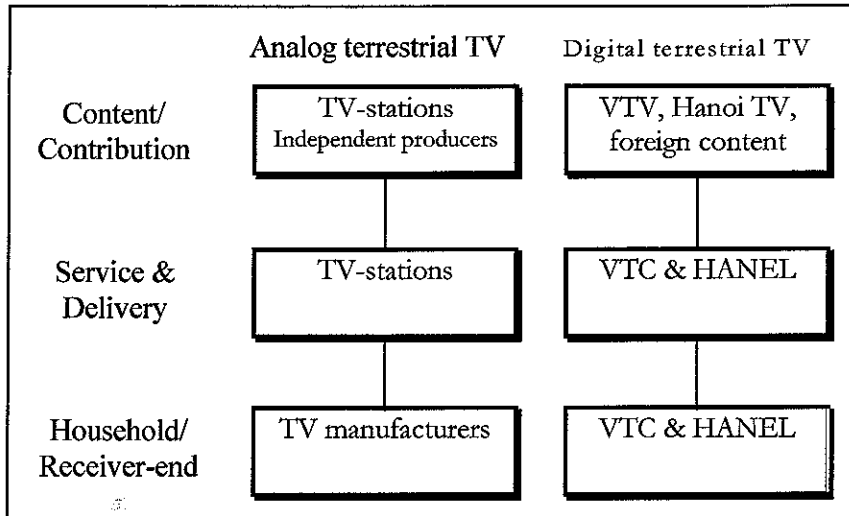 Analog terrestrial TV
Digital terrestrial TV
Content/
Contribution
TV-stations
Independent producers
VTV, Hanoi TV,
foreign content
Service &
Delivery
TV-stations
VTC & HANEL
Household/
Receiver-end
TV manufacturers
VTC & HANEL